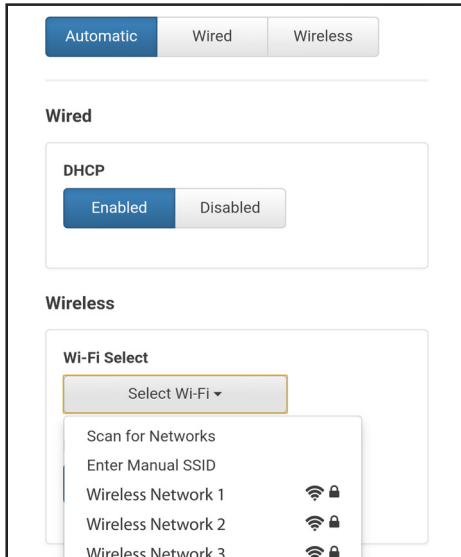 Automatic Wired Wireless
Wired
DHCP
Enabled Disabled
Wireless
Wi-Fi Select
Select Wi-Fi
Scan for Networks
Enter Manual SSID
Wireless Network 1
Wireless Network 2
Wireless Network 3